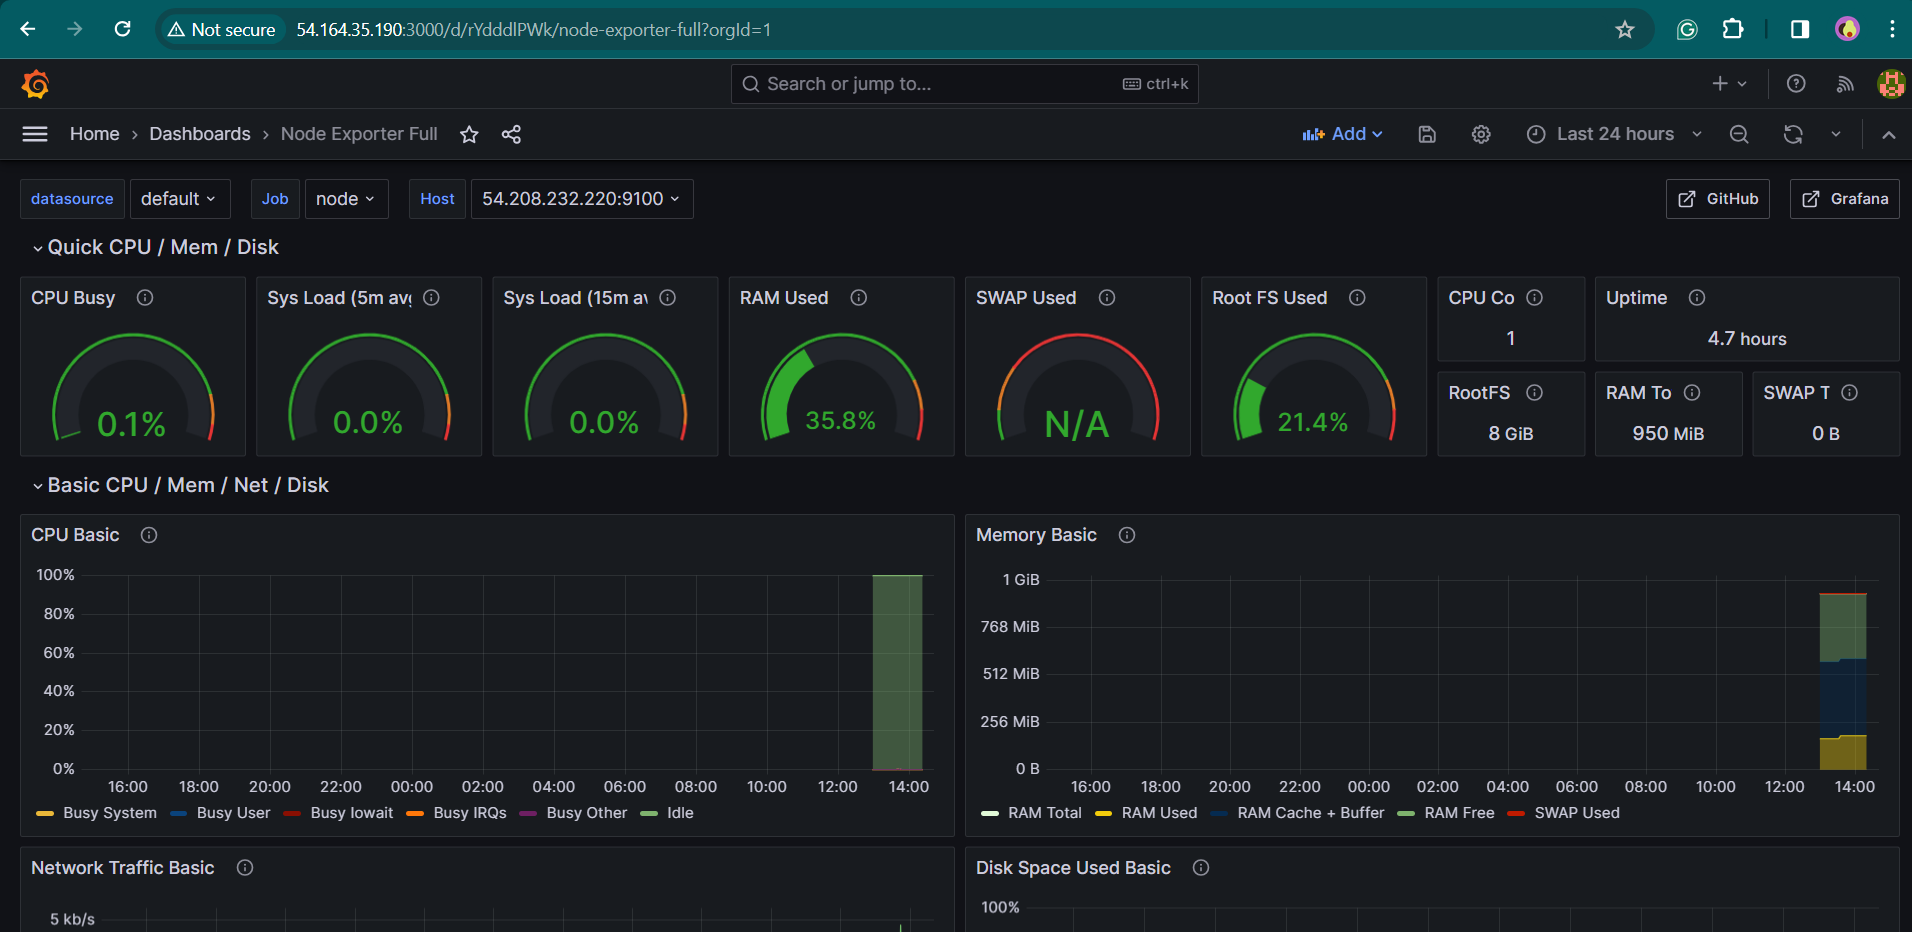 Not secure 54.164.35.190:3000/d/rYdddlPWk/node-exporter-full?orgId=1
Search or jump to... ctrl+k
Home › Dashboards › Node Exporter Full Add Last 24 hours
datasource default Job node Host 54.208.232.220:9100 GitHub Grafana
Quick CPU / Mem / Disk
CPU Busy Sys Load (5m avg Sys Load (15m av RAM Used SWAP Used Root FS Used CPU Co Uptime
1 4.7 hours
RootFS RAM To SWAP T
0.1% 0.0% 0.0% 35.8% N/A 21.4% 8 GiB 950 MiB 0 B
Basic CPU / Mem / Net / Disk
CPU Basic
100%
80%
60%
40%
20%
0%
16:00 18:00 20:00 22:00 00:00 02:00 04:00 06:00 08:00 10:00 12:00 14:00
Busy System Busy User Busy Iowait Busy IRQs Busy Other Idle
Memory Basic
1 GiB
768 MiB
512 MiB
256 MiB
0 B
16:00 18:00 20:00 22:00 00:00 02:00 04:00 06:00 08:00 10:00 12:00 14:00
RAM Total RAM Used RAM Cache + Buffer RAM Free SWAP Used
Network Traffic Basic
5 kb/s
Disk Space Used Basic
100%